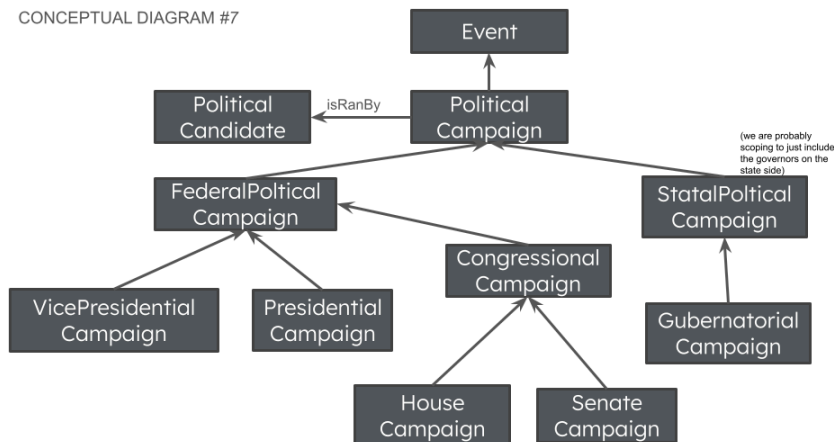 CONCEPTUAL DIAGRAM #7
Event
Political
Candidate
isRanBy
Political
Campaign
(we are probably
scoping to just include
the governors on the
state side)
FederalPoltical
Campaign
StatalPoltical
Campaign
Congressional
Campaign
VicePresidential
Campaign
Presidential
Campaign
Gubernatorial
Campaign
House
Campaign
Senate
Campaign